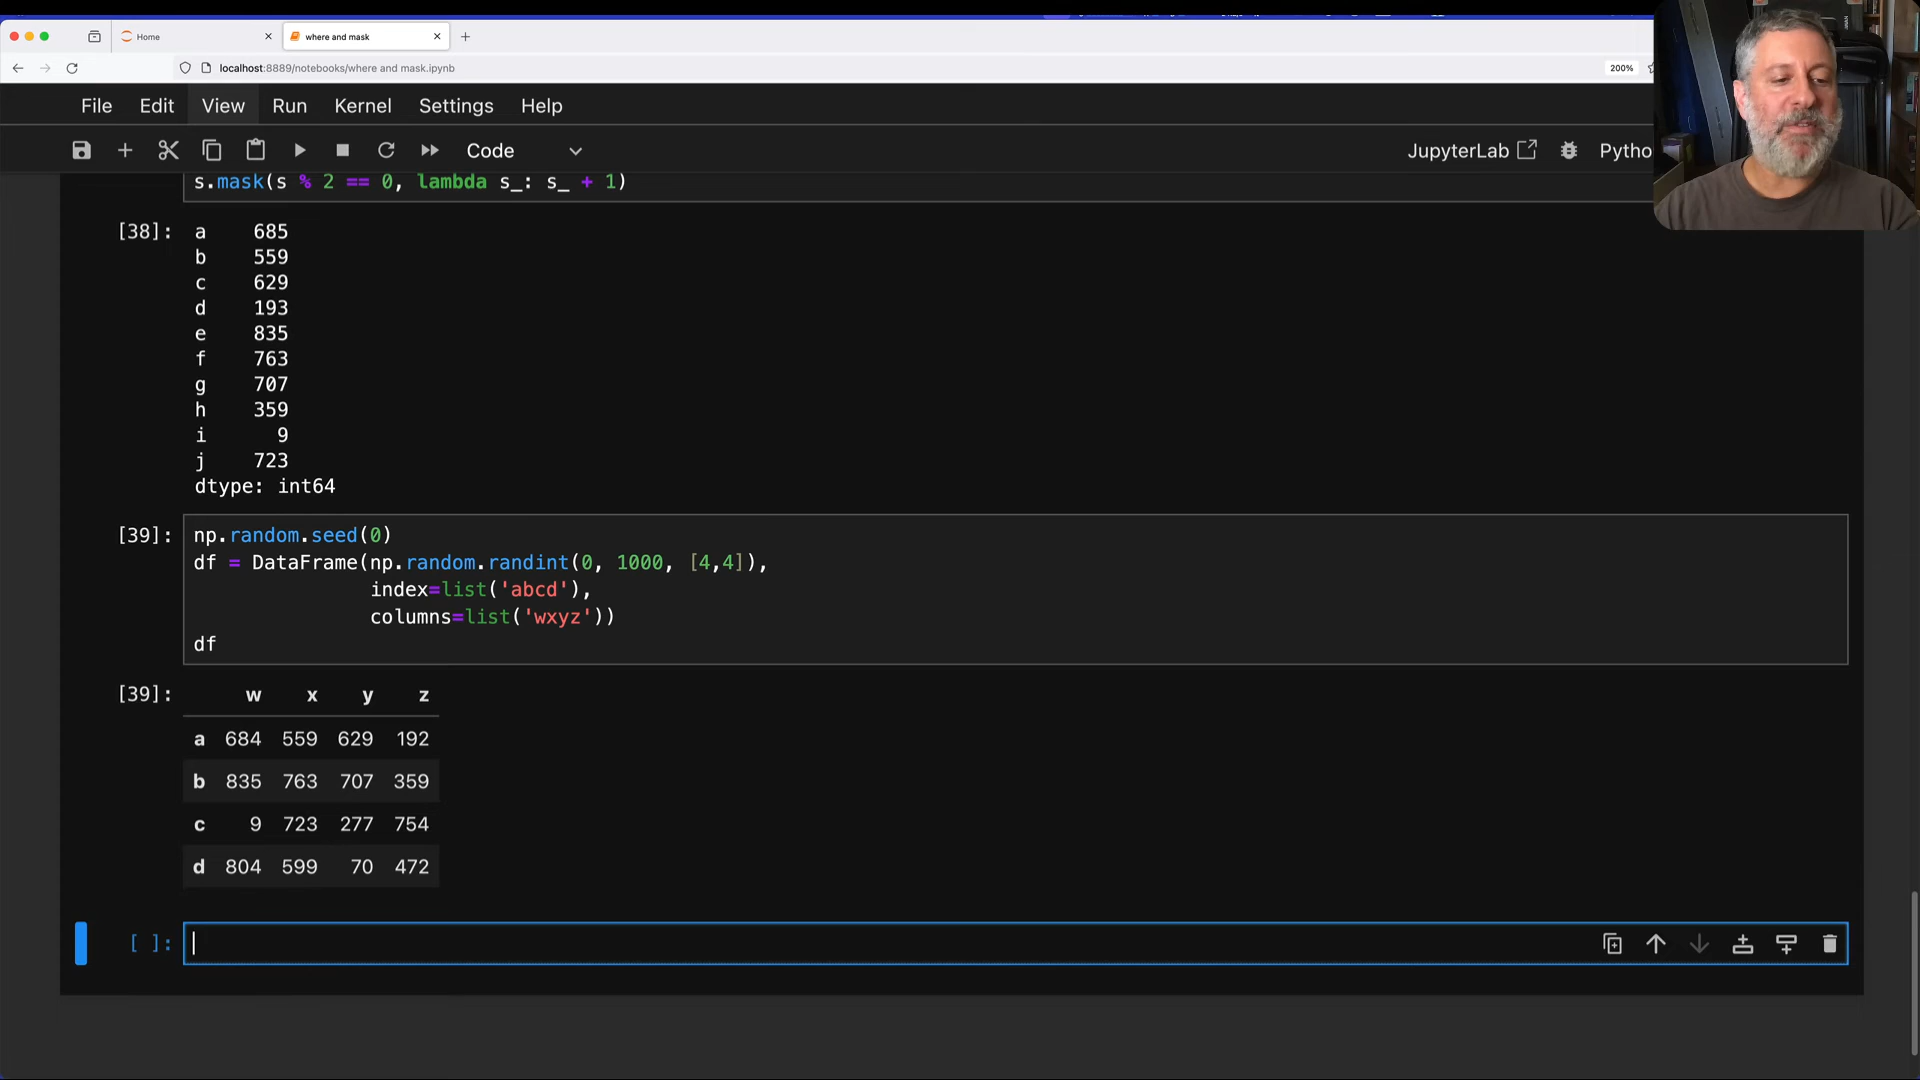 Home
where and mask
localhost:8889/notebooks/where and mask.ipynb
200%
File Edit View Run Kernel Settings Help
Code
JupyterLab
Pytho
s.mask(s % 2 == 0, lambda s_: s_ + 1)
[38]: a 685
b 559
c 629
d 193
e 835
f 763
g 707
h 359
i 9
j 723
dtype: int64
[39]: np.random.seed(0)
df = DataFrame(np.random.randint(0, 1000, [4,4]),
index=list('abcd'),
columns=list('wxyz'))
df
[39]: w x y z
a 684 559 629 192
b 835 763 707 359
c 9 723 277 754
d 804 599 70 472
[ ]: